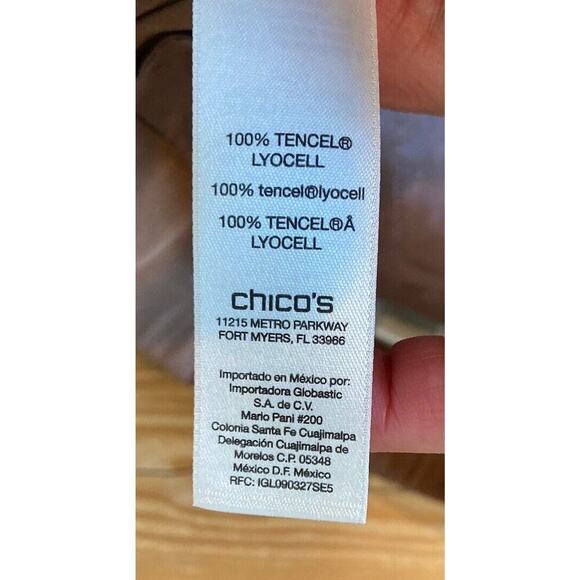 100% TENCEL®
LYOCELL
100% tencel®lyocell
100% TENCEL®Â
LYOCELL
chico's
11215 METRO PARKWAY
FORT MYERS, FL 33966
Importado en México por:
Importadora Globastic
S.A. de C.V.
Mario Pani #200
Colonia Santa Fe Cuajimalpa
Delegación Cuajimalpa de
Morelos C.P. 05348
México D.F. México
RFC: IGL090327SE5